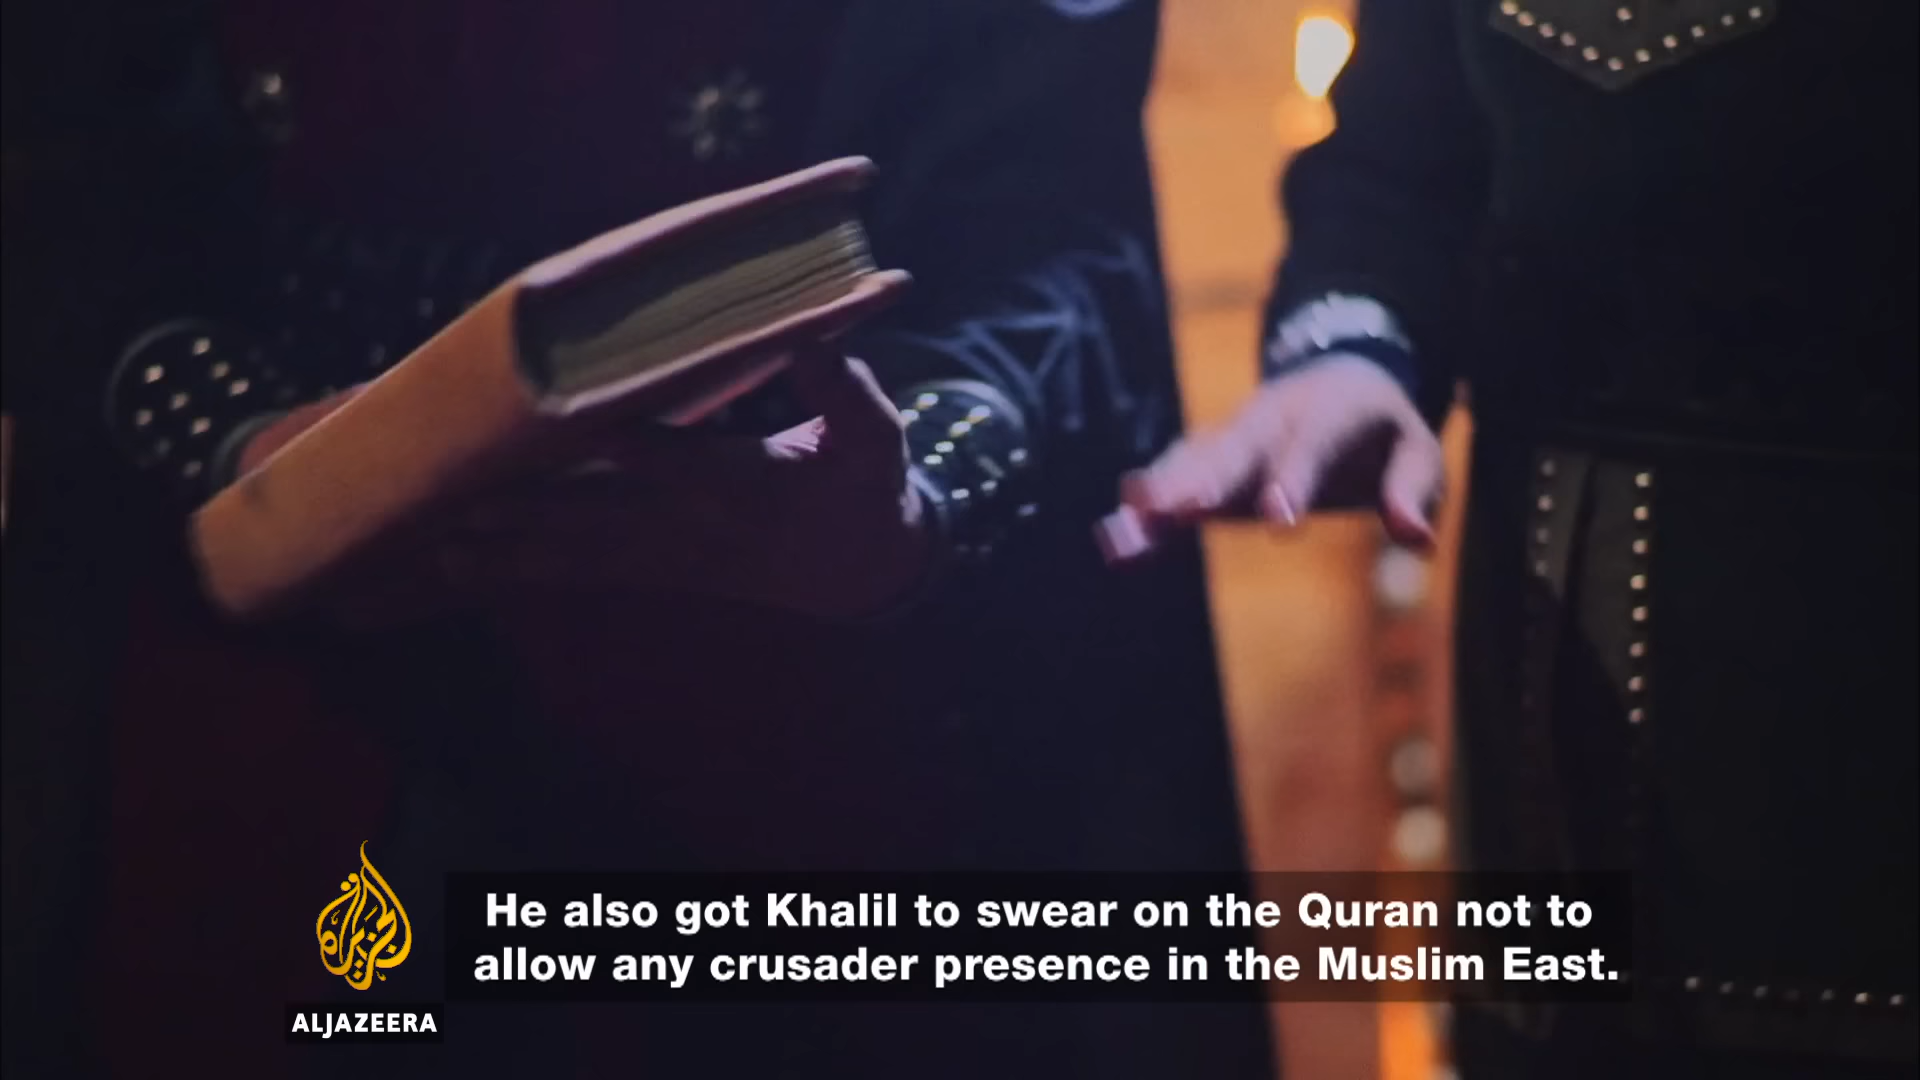 He also got Khalil to swear on the Quran not to
allow any crusader presence in the Muslim East.
الجزيرة
ALJAZEERA